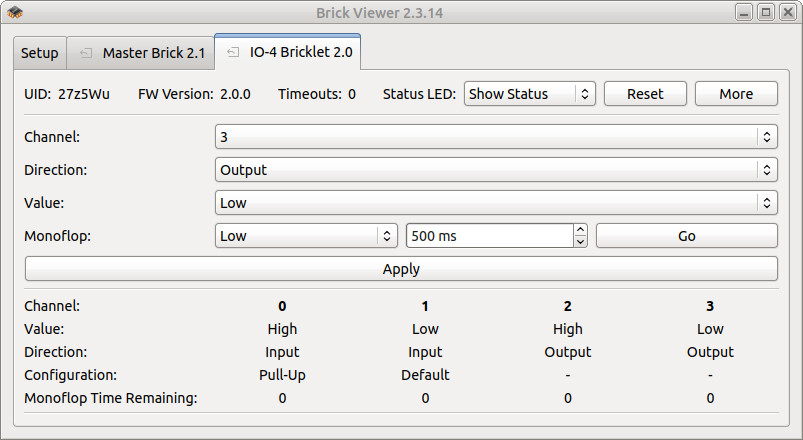 Brick Viewer 2.3.14
Setup Master Brick 2.1 IO-4 Bricklet 2.0
UID: 27z5Wu FW Version: 2.0.0 Timeouts: 0 Status LED: Show Status Reset More
Channel: 3
Direction: Output
Value: Low
Monoflop: Low 500 ms Go
Apply
Channel: 0 1 2 3
Value: High Low High Low
Direction: Input Input Output Output
Configuration: Pull-Up Default - -
Monoflop Time Remaining: 0 0 0 0